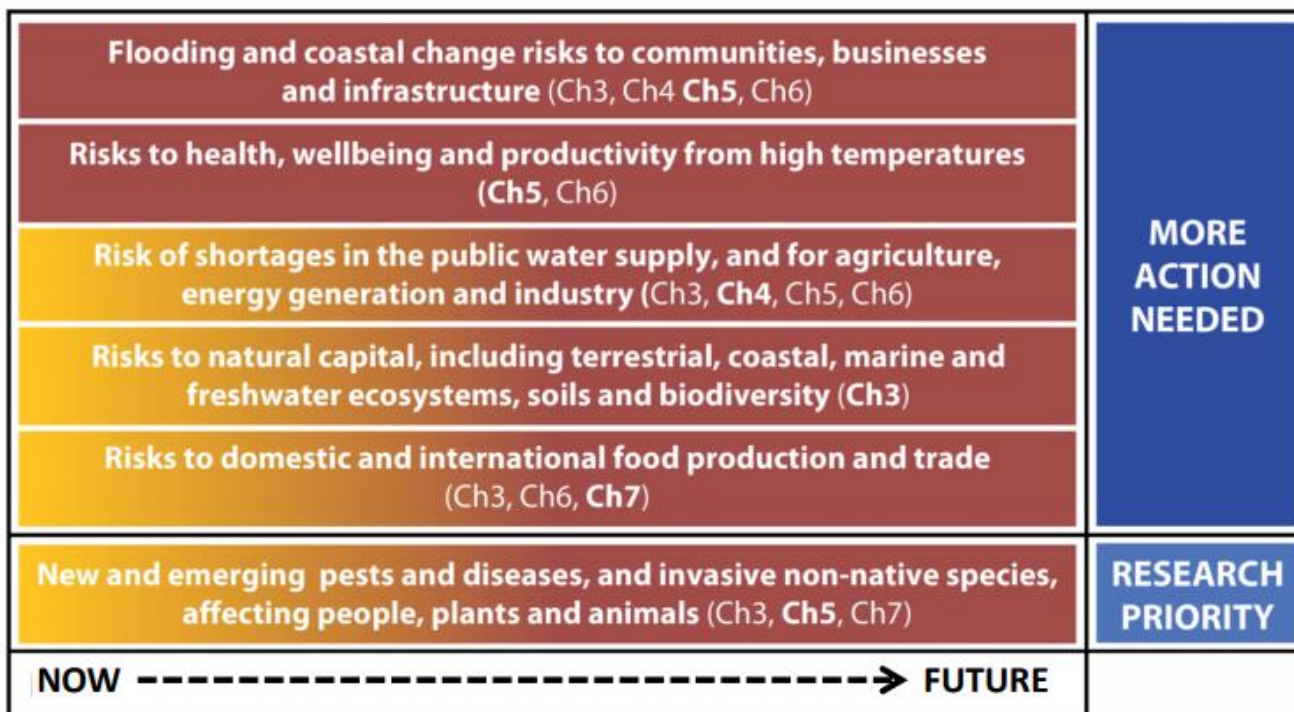 Flooding and coastal change risks to communities, businesses
and infrastructure (Ch3, Ch4 Ch5, Ch6)
Risks to health, wellbeing and productivity from high temperatures
(Ch5, Ch6)
Risk of shortages in the public water supply, and for agriculture,
energy generation and industry (Ch3, Ch4, Ch5, Ch6)
Risks to natural capital, including terrestrial, coastal, marine and
freshwater ecosystems, soils and biodiversity (Ch3)
Risks to domestic and international food production and trade
(Ch3, Ch6, Ch7)
MORE
ACTION
NEEDED
New and emerging pests and diseases, and invasive non-native species,
affecting people, plants and animals (Ch3, Ch5, Ch7)
RESEARCH
PRIORITY
NOW FUTURE